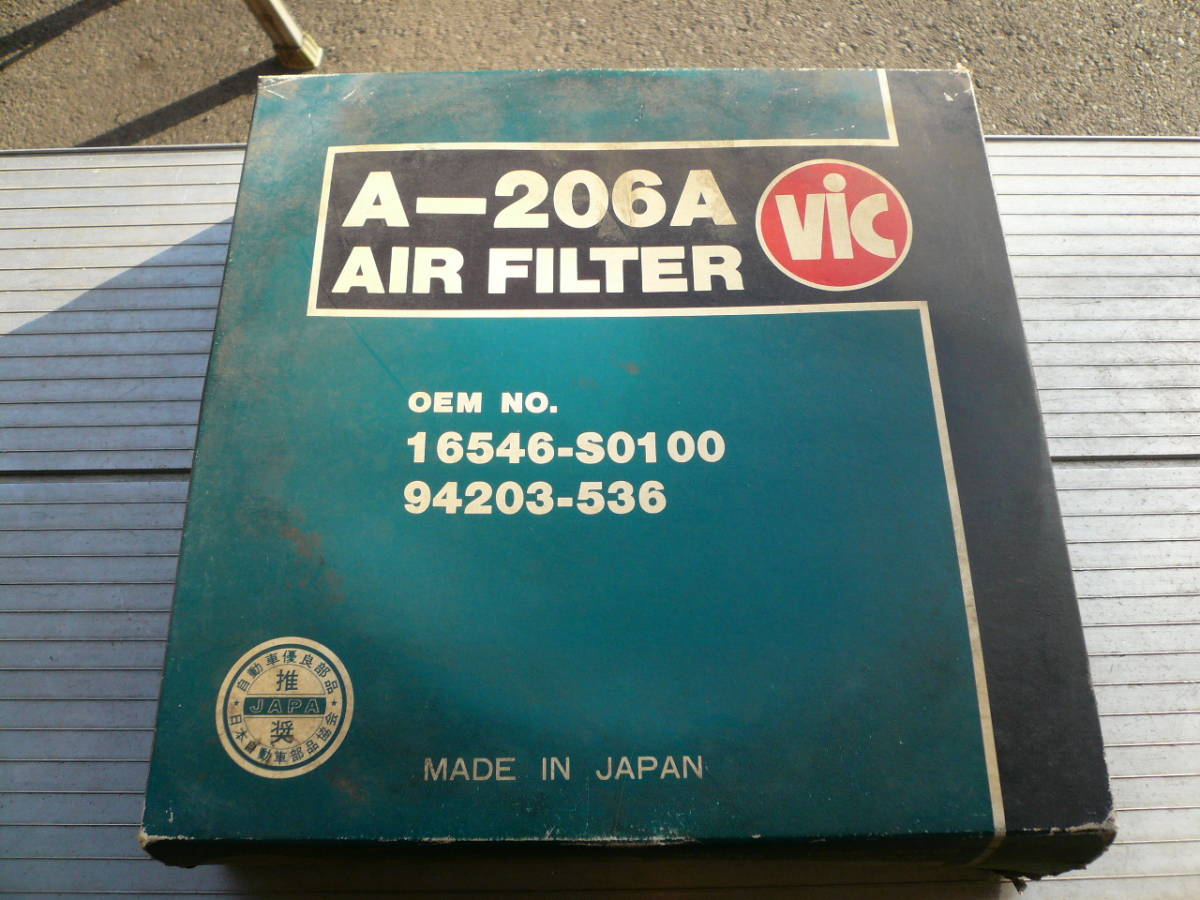 A-206A
AIR FILTER
VIC
OEM NO.
16546-S0100
94203-536
自動車優良部品
推
JAPA
奨
日本自動車部品協会
MADE IN JAPAN